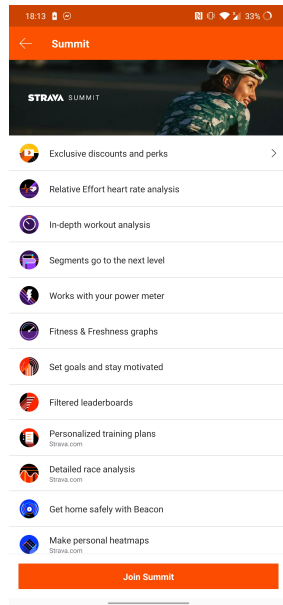 18:13 33%
Summit
STRAVA SUMMIT
Exclusive discounts and perks
Relative Effort heart rate analysis
In-depth workout analysis
Segments go to the next level
Works with your power meter
Fitness & Freshness graphs
Set goals and stay motivated
Filtered leaderboards
Personalized training plans
Strava.com
Detailed race analysis
Strava.com
Get home safely with Beacon
Make personal heatmaps
Strava.com
Join Summit